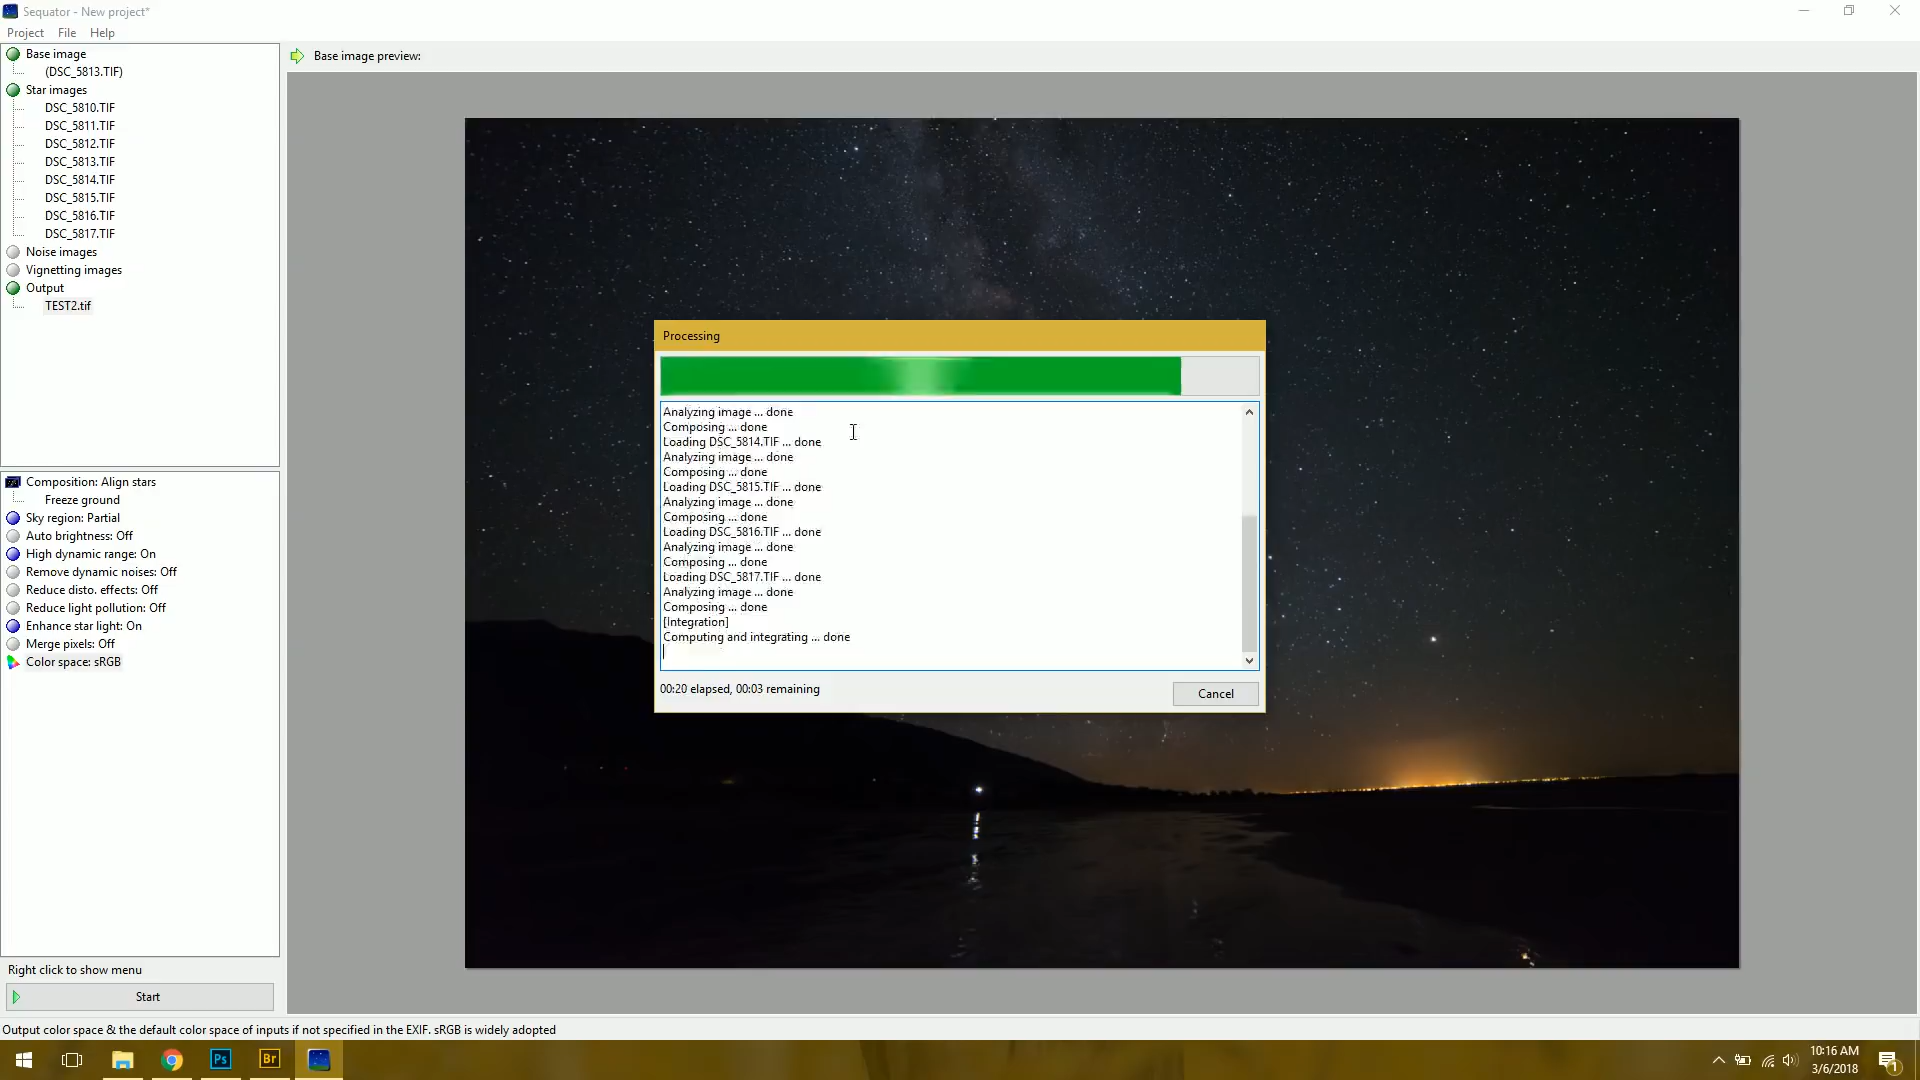 Sequator - New project*
Project File Help
Base image
(DSC_5813.TIF)
Star images
DSC_5810.TIF
DSC_5811.TIF
DSC_5812.TIF
DSC_5813.TIF
DSC_5814.TIF
DSC_5815.TIF
DSC_5816.TIF
DSC_5817.TIF
Noise images
Vignetting images
Output
TEST2.tif
Composition: Align stars
Freeze ground
Sky region: Partial
Auto brightness: Off
High dynamic range: On
Remove dynamic noises: Off
Reduce disto. effects: Off
Reduce light pollution: Off
Enhance star light: On
Merge pixels: Off
Color space: sRGB
Right click to show menu
Start
Base image preview:
Processing
Analyzing image ... done
Composing ... done
Loading DSC_5814.TIF ... done
Analyzing image ... done
Composing ... done
Loading DSC_5815.TIF ... done
Analyzing image ... done
Composing ... done
Loading DSC_5816.TIF ... done
Analyzing image ... done
Composing ... done
Loading DSC_5817.TIF ... done
Analyzing image ... done
Composing ... done
[Integration]
Computing and integrating ... done
00:20 elapsed, 00:03 remaining
Cancel
Output color space & the default color space of inputs if not specified in the EXIF. sRGB is widely adopted
Ps
Br
10:16 AM
3/6/2018
1